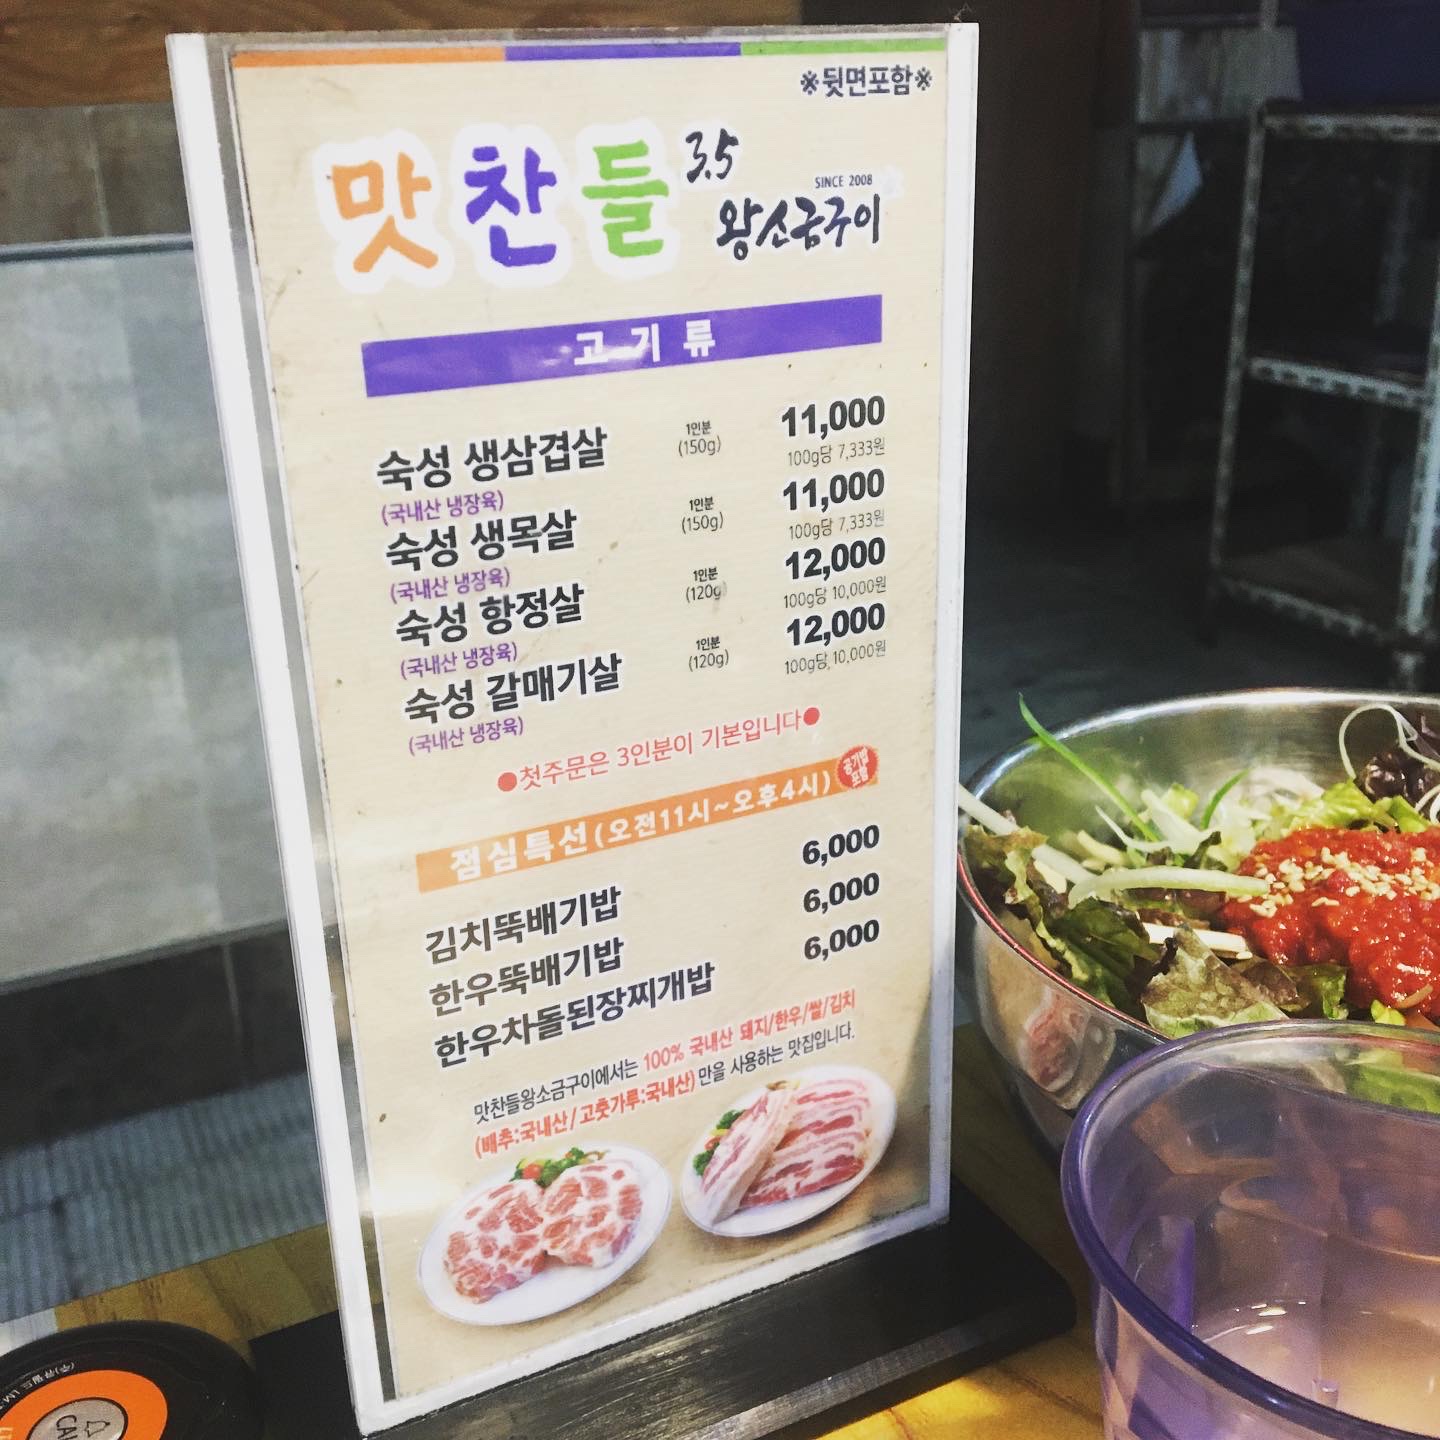 ※뒷면포함※
맛찬들 3.5
SINCE 2008
왕소금구이
고기류
숙성 생삼겹살 1인분 (150g) 11,000
(국내산 냉장육) 100g당 7,333원
숙성 생목살 1인분 (150g) 11,000
(국내산 냉장육) 100g당 7,333원
숙성 항정살 1인분 (120g) 12,000
(국내산 냉장육) 100g당 10,000원
숙성 갈매기살 1인분 (120g) 12,000
(국내산 냉장육) 100g당 10,000원
●첫주문은 3인분이 기본입니다●
점심특선(오전11시~오후4시) 공기밥 포함
김치뚝배기밥 6,000
한우뚝배기밥 6,000
한우차돌된장찌개밥 6,000
맛찬들왕소금구이에서는 100% 국내산 돼지/한우/쌀/김치
(배추:국내산/고춧가루:국내산)만을 사용하는 맛집입니다.